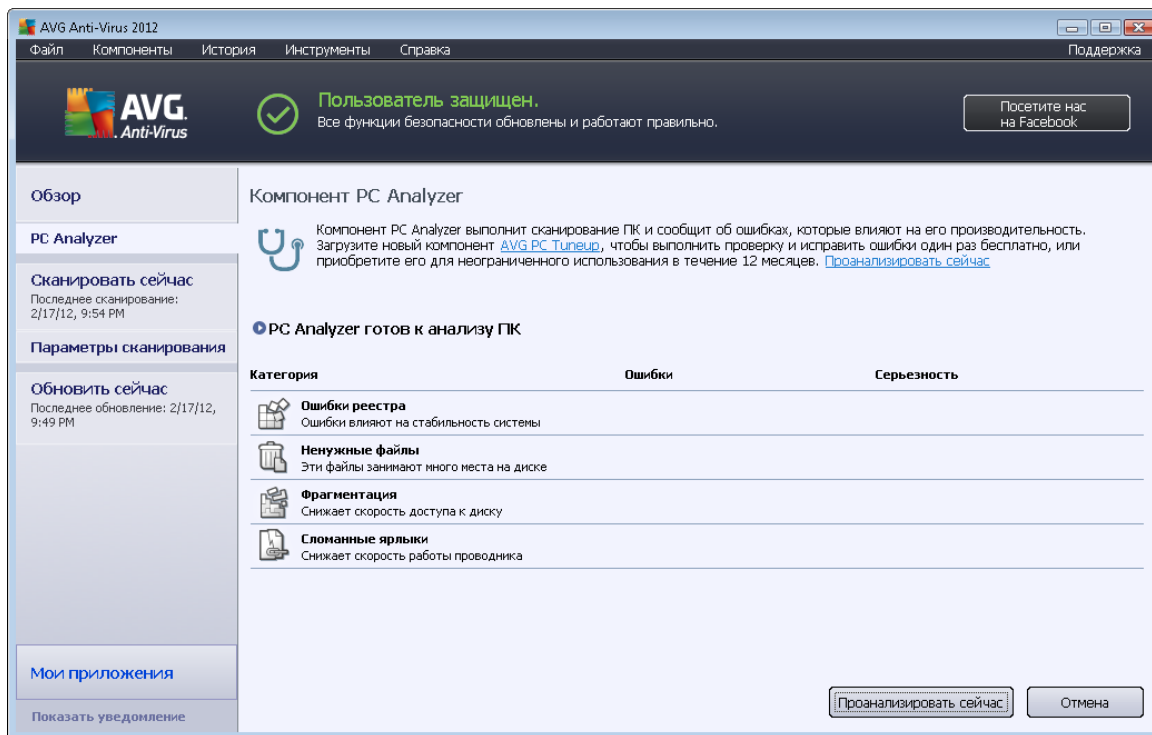 AVG Anti-Virus 2012
Файл Компоненты История Инструменты Справка Поддержка
AVG.
Anti-Virus
Пользователь защищен.
Все функции безопасности обновлены и работают правильно.
Посетите нас
на Facebook
Обзор
PC Analyzer
Сканировать сейчас
Последнее сканирование:
2/17/12, 9:54 PM
Параметры сканирования
Обновить сейчас
Последнее обновление: 2/17/12,
9:49 PM
Мои приложения
Показать уведомление
Компонент PC Analyzer
Компонент PC Analyzer выполнит сканирование ПК и сообщит об ошибках, которые влияют на его производительность.
Загрузите новый компонент AVG PC Tuneup, чтобы выполнить проверку и исправить ошибки один раз бесплатно, или
приобретите его для неограниченного использования в течение 12 месяцев. Проанализировать сейчас
PC Analyzer готов к анализу ПК
Категория Ошибки Серьезность
Ошибки реестра
Ошибки влияют на стабильность системы
Ненужные файлы
Эти файлы занимают много места на диске
Фрагментация
Снижает скорость доступа к диску
Сломанные ярлыки
Снижает скорость работы проводника
Проанализировать сейчас Отмена